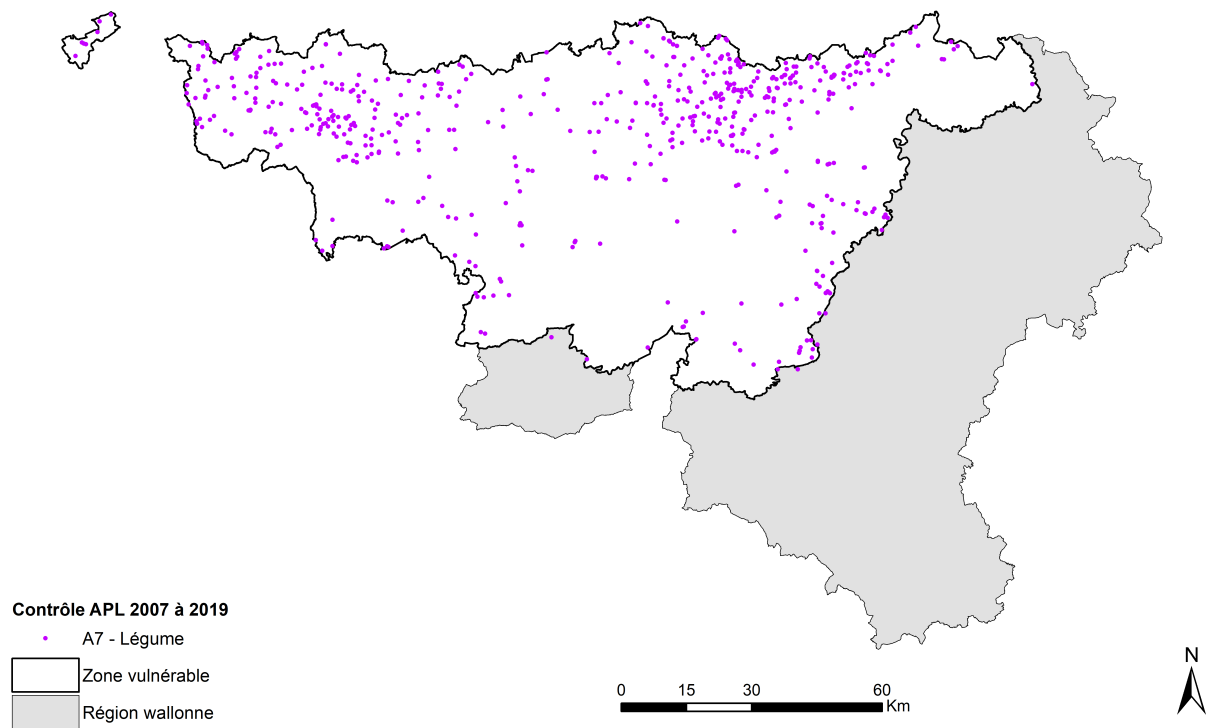 Contrôle APL 2007 à 2019
A7 - Légume
Zone vulnérable
Région wallonne
0 15 30 60
Km
N